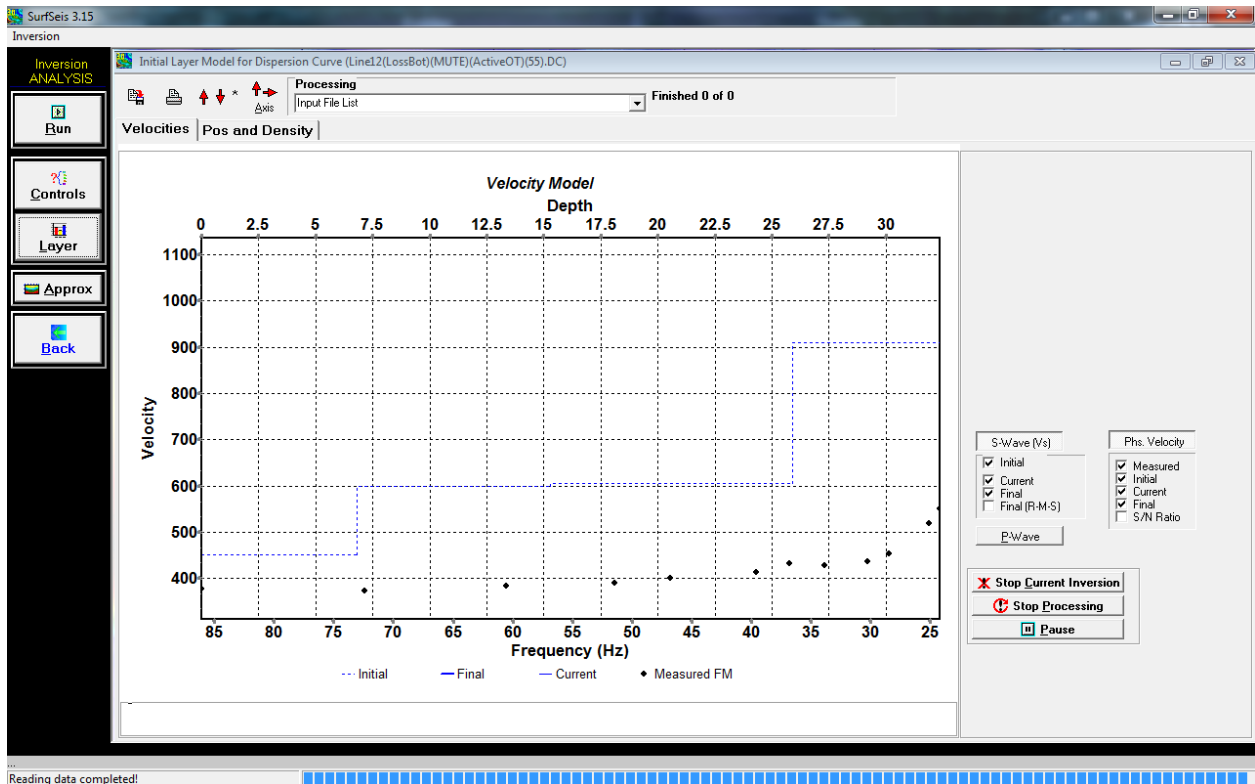 SurfSeis 3.15
Inversion
Inversion
ANALYSIS
Run
Controls
Layer
Approx
Back
Initial Layer Model for Dispersion Curve (Line12(LossBot)(MUTE)(ActiveOT)(55).DC)
*
Axis
Processing
Input File List
Finished 0 of 0
Velocities
Pos and Density
Velocity Model
Depth
0 2.5 5 7.5 10 12.5 15 17.5 20 22.5 25 27.5 30
1100
1000
900
800
700
600
500
400
Velocity
85 80 75 70 65 60 55 50 45 40 35 30 25
Frequency (Hz)
Initial
Final
Current
Measured FM
S-Wave (Vs)
Initial
Current
Final
Final (R-M-S)
P-Wave
Phs. Velocity
Measured
Initial
Current
Final
S/N Ratio
Stop Current Inversion
Stop Processing
Pause
...
Reading data completed!